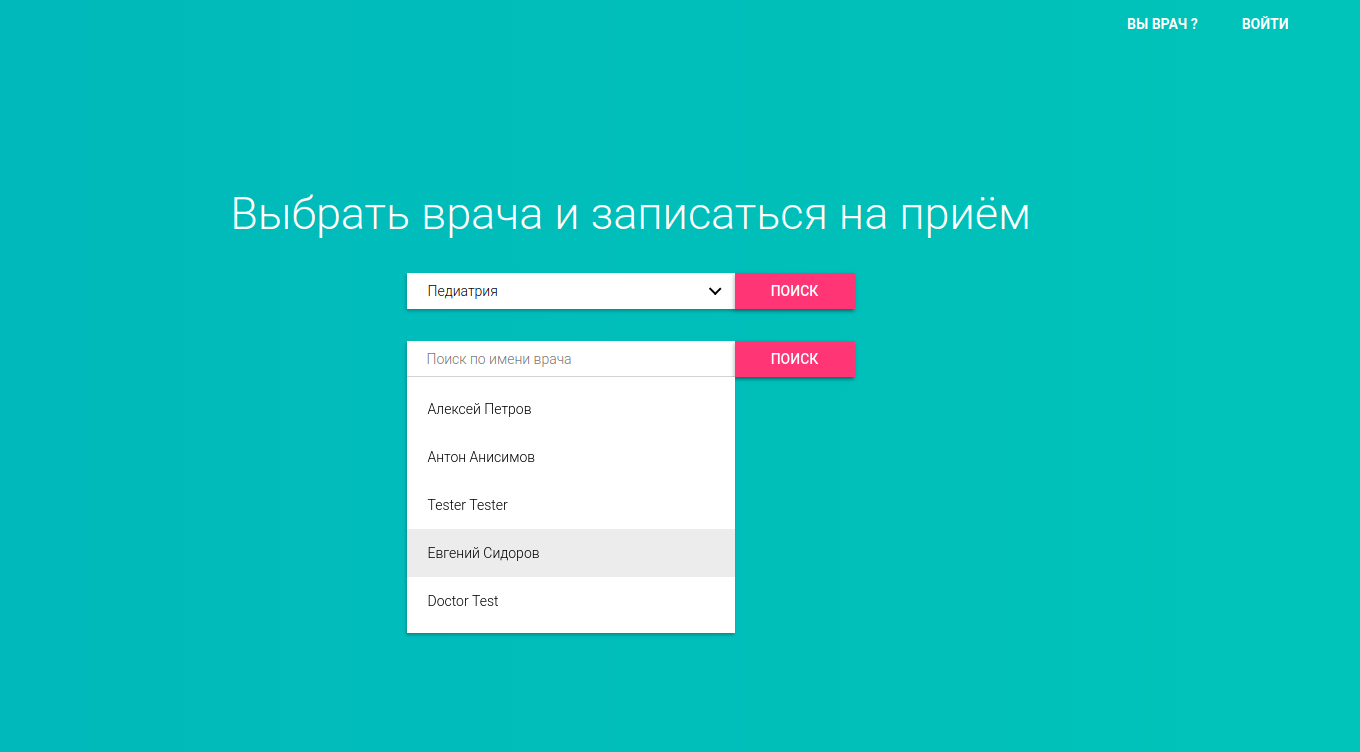 ВЫ ВРАЧ ?
ВОЙТИ
Выбрать врача и записаться на приём
Педиатрия
ПОИСК
Поиск по имени врача
ПОИСК
Алексей Петров
Антон Анисимов
Tester Tester
Евгений Сидоров
Doctor Test